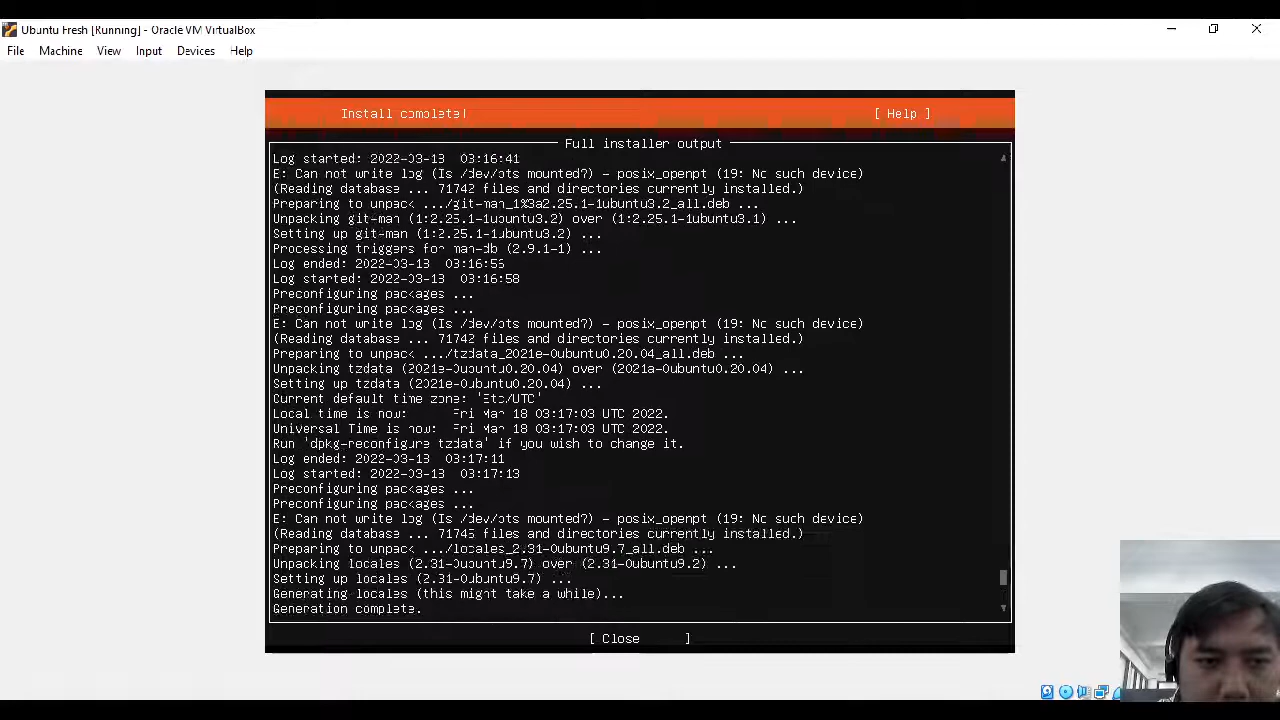 Ubuntu Fresh [Running] - Oracle VM VirtualBox
File Machine View Input Devices Help
Install complete! [ Help ]
Full installer output
Log started: 2022-03-18 03:16:41
E: Can not write log (Is /dev/pts mounted?) - posix_openpt (19: No such device)
(Reading database ... 71742 files and directories currently installed.)
Preparing to unpack .../git-man_1%3a2.25.1-1ubuntu3.2_all.deb ...
Unpacking git-man (1:2.25.1-1ubuntu3.2) over (1:2.25.1-1ubuntu3.1) ...
Setting up git-man (1:2.25.1-1ubuntu3.2) ...
Processing triggers for man-db (2.9.1-1) ...
Log ended: 2022-03-18 03:16:56
Log started: 2022-03-18 03:16:58
Preconfiguring packages ...
Preconfiguring packages ...
E: Can not write log (Is /dev/pts mounted?) - posix_openpt (19: No such device)
(Reading database ... 71742 files and directories currently installed.)
Preparing to unpack .../tzdata_2021e-0ubuntu0.20.04_all.deb ...
Unpacking tzdata (2021e-0ubuntu0.20.04) over (2021a-0ubuntu0.20.04) ...
Setting up tzdata (2021e-0ubuntu0.20.04) ...
Current default time zone: 'Etc/UTC'
Local time is now: Fri Mar 18 03:17:03 UTC 2022.
Universal Time is now: Fri Mar 18 03:17:03 UTC 2022.
Run 'dpkg-reconfigure tzdata' if you wish to change it.
Log ended: 2022-03-18 03:17:11
Log started: 2022-03-18 03:17:13
Preconfiguring packages ...
Preconfiguring packages ...
E: Can not write log (Is /dev/pts mounted?) - posix_openpt (19: No such device)
(Reading database ... 71745 files and directories currently installed.)
Preparing to unpack .../locales_2.31-0ubuntu9.7_all.deb ...
Unpacking locales (2.31-0ubuntu9.7) over (2.31-0ubuntu9.2) ...
Setting up locales (2.31-0ubuntu9.7) ...
Generating locales (this might take a while)...
Generation complete.
[ Close ]